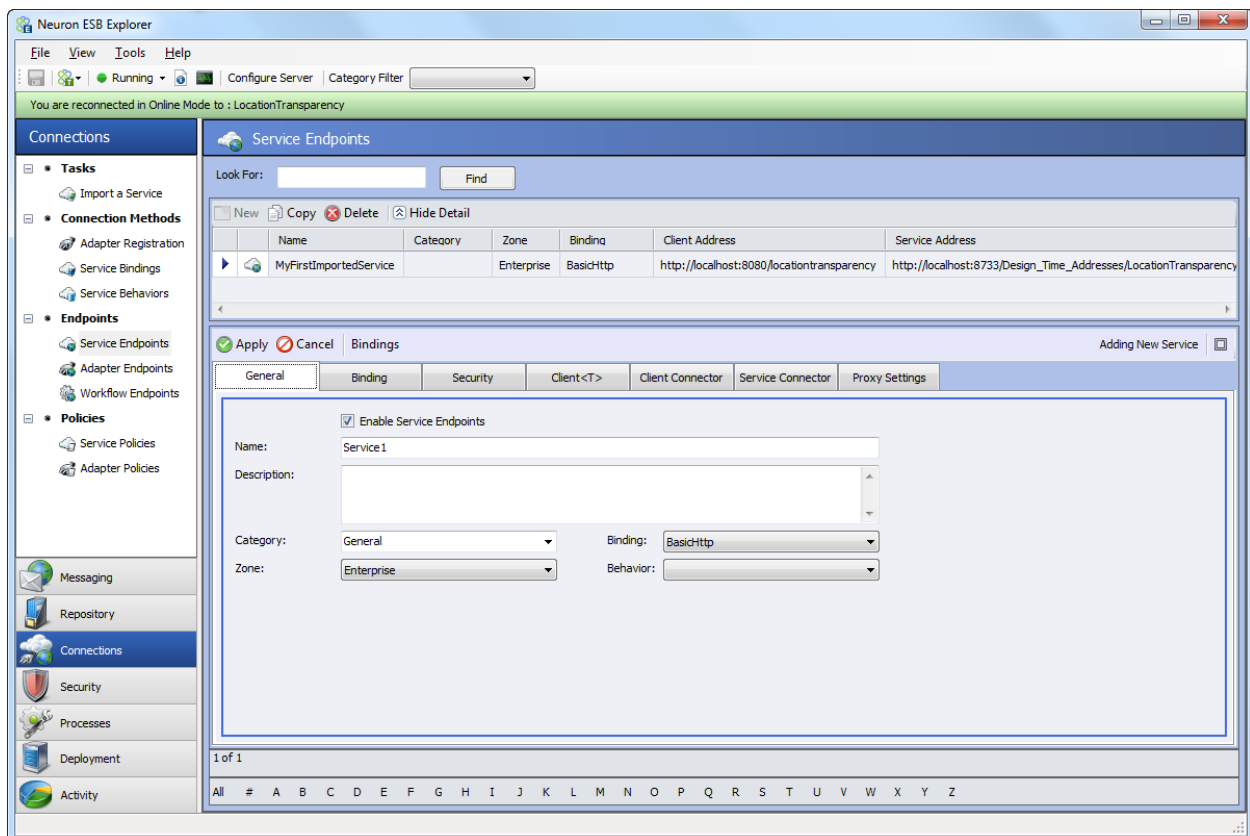 Neuron ESB Explorer
File View Tools Help
Running Configure Server Category Filter
You are reconnected in Online Mode to : LocationTransparency
Connections
Tasks
Import a Service
Connection Methods
Adapter Registration
Service Bindings
Service Behaviors
Endpoints
Service Endpoints
Adapter Endpoints
Workflow Endpoints
Policies
Service Policies
Adapter Policies
Messaging
Repository
Connections
Security
Processes
Deployment
Activity
Service Endpoints
Look For: Find
New Copy Delete Hide Detail
Name Category Zone Binding Client Address Service Address
MyFirstImportedService Enterprise BasicHttp http://localhost:8080/locationtransparency http://localhost:8733/Design_Time_Addresses/LocationTransparency
Apply Cancel Bindings Adding New Service
General Binding Security Client<T> Client Connector Service Connector Proxy Settings
Enable Service Endpoints
Name: Service1
Description:
Category: General Binding: BasicHttp
Zone: Enterprise Behavior:
1 of 1
All # A B C D E F G H I J K L M N O P Q R S T U V W X Y Z